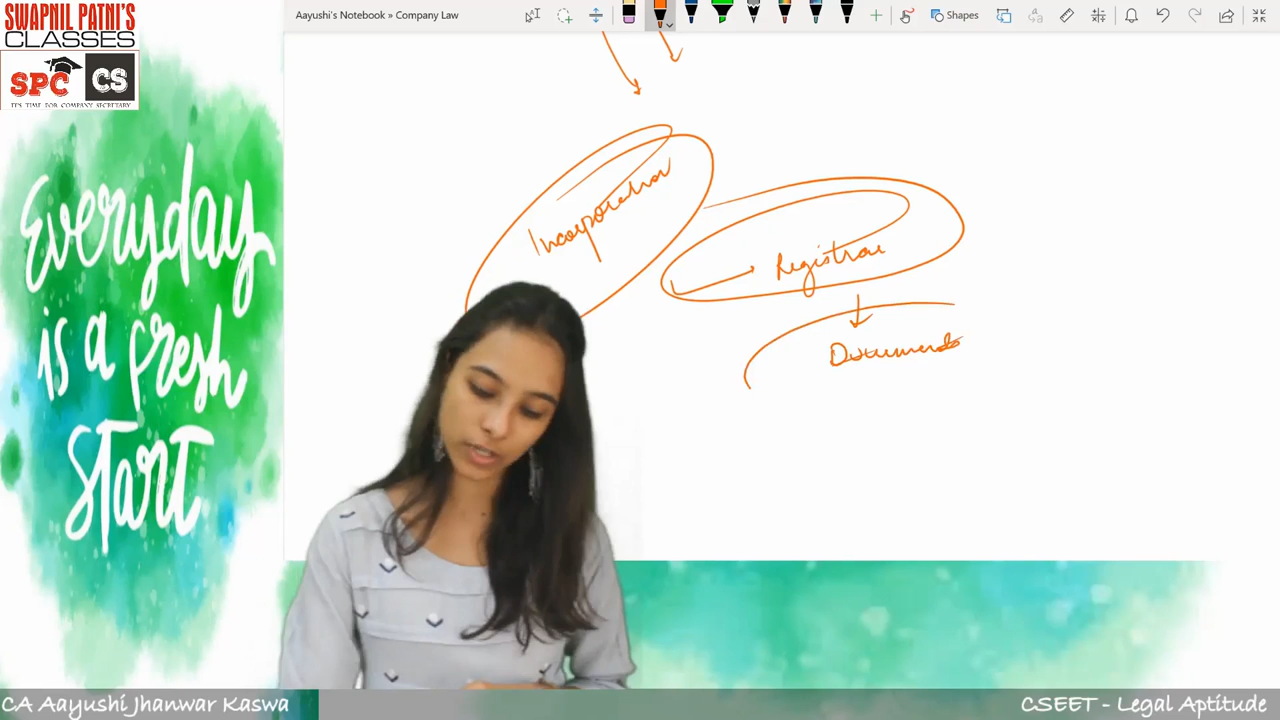 SWAPNIL PATNI'S
CLASSES
SPC CS
IT'S TIME FOR COMPANY SECRETARY
Aayushi's Notebook » Company Law
Shapes
Everyday
is a fresh
Start
Incorporation
Registrar
Documents
CA Aayushi Jhanwar Kaswa
CSEET - Legal Aptitude